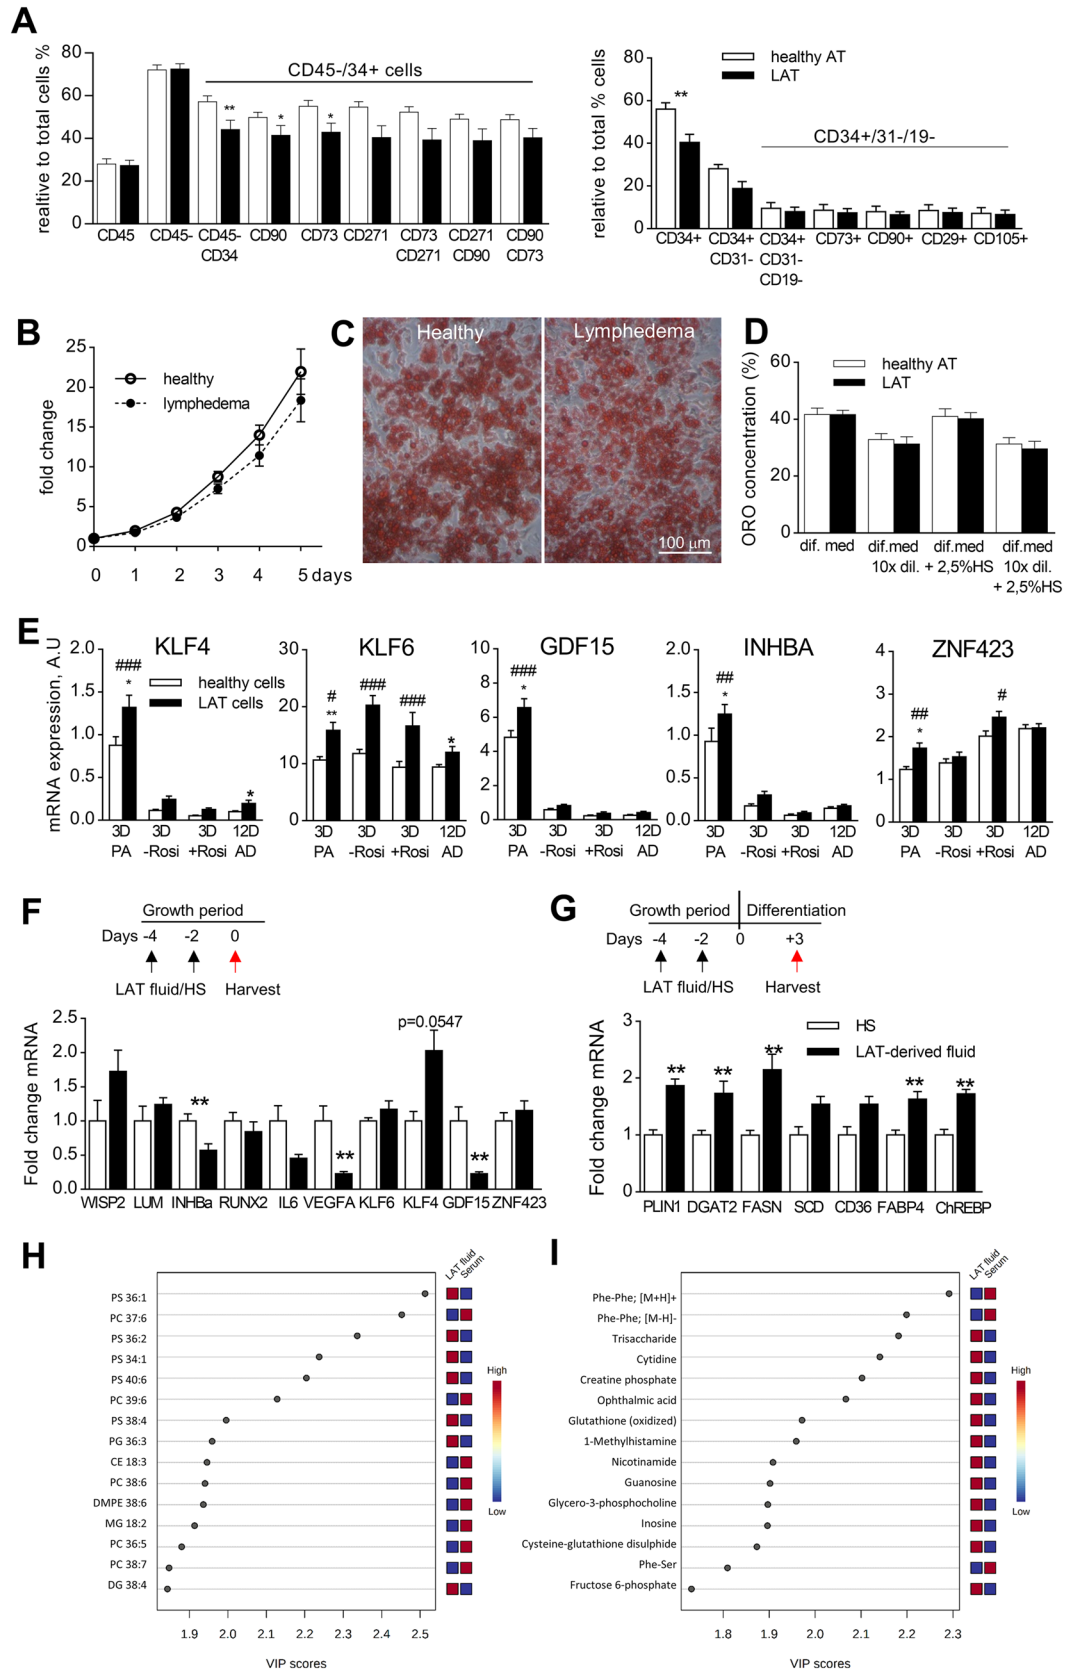 A
realtive to total cells %
80
60
40
20
0
CD45-/34+ cells
**
*
*
CD45
CD45-
CD45-
CD34
CD90
CD73
CD271
CD73
CD271
CD271
CD90
CD90
CD73
relative to total % cells
80
60
40
20
0
healthy AT
LAT
**
CD34+/31-/19-
CD34+
CD34+
CD31-
CD34+
CD31-
CD19-
CD73+
CD90+
CD29+
CD105+
B
fold change
25
20
15
10
5
0
healthy
lymphedema
0 1 2 3 4 5 days
C
Healthy
Lymphedema
100 µm
D
ORO concentration (%)
60
40
20
0
healthy AT
LAT
dif. med
dif.med
10x dil.
dif.med
+ 2,5%HS
dif.med
10x dil.
+ 2,5%HS
E
mRNA expression, A.U
KLF4
2.0
1.5
1.0
0.5
0.0
###
*
*
healthy cells
LAT cells
3D 3D 3D 12D
PA -Rosi +Rosi AD
KLF6
30
20
10
0
#
**
###
###
*
3D 3D 3D 12D
PA -Rosi +Rosi AD
GDF15
10
8
6
4
2
0
###
*
3D 3D 3D 12D
PA -Rosi +Rosi AD
INHBA
2.0
1.5
1.0
0.5
0.0
##
*
3D 3D 3D 12D
PA -Rosi +Rosi AD
ZNF423
4
3
2
1
0
##
*
#
3D 3D 3D 12D
PA -Rosi +Rosi AD
F
Growth period
Days -4 -2 0
LAT fluid/HS Harvest
Fold change mRNA
2.5
2.0
1.5
1.0
0.5
0.0
p=0.0547
**
**
**
WISP2 LUM INHBa RUNX2 IL6 VEGFA KLF6 KLF4 GDF15 ZNF423
G
Growth period Differentiation
Days -4 -2 0 +3
LAT fluid/HS Harvest
Fold change mRNA
3
2
1
0
HS
LAT-derived fluid
**
**
**
**
**
PLIN1 DGAT2 FASN SCD CD36 FABP4 ChREBP
H
LAT fluid
Serum
PS 36:1
PC 37:6
PS 36:2
PS 34:1
PS 40:6
PC 39:6
PS 38:4
PG 36:3
CE 18:3
PC 38:6
DMPE 38:6
MG 18:2
PC 36:5
PC 38:7
DG 38:4
High
Low
1.9 2.0 2.1 2.2 2.3 2.4 2.5
VIP scores
I
LAT fluid
Serum
Phe-Phe; [M+H]+
Phe-Phe; [M-H]-
Trisaccharide
Cytidine
Creatine phosphate
Ophthalmic acid
Glutathione (oxidized)
1-Methylhistamine
Nicotinamide
Guanosine
Glycero-3-phosphocholine
Inosine
Cysteine-glutathione disulphide
Phe-Ser
Fructose 6-phosphate
High
Low
1.8 1.9 2.0 2.1 2.2 2.3
VIP scores